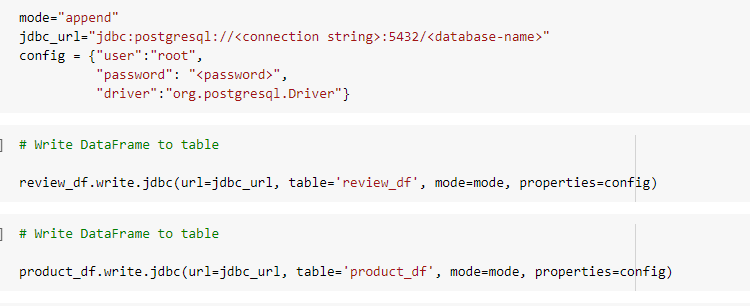 mode="append"
jdbc_url="jdbc:postgresql://<connection string>:5432/<database-name>"
config = {"user":"root",
          "password": "<password>",
          "driver":"org.postgresql.Driver"}
] # Write DataFrame to table
review_df.write.jdbc(url=jdbc_url, table='review_df', mode=mode, properties=config)
] # Write DataFrame to table
product_df.write.jdbc(url=jdbc_url, table='product_df', mode=mode, properties=config)